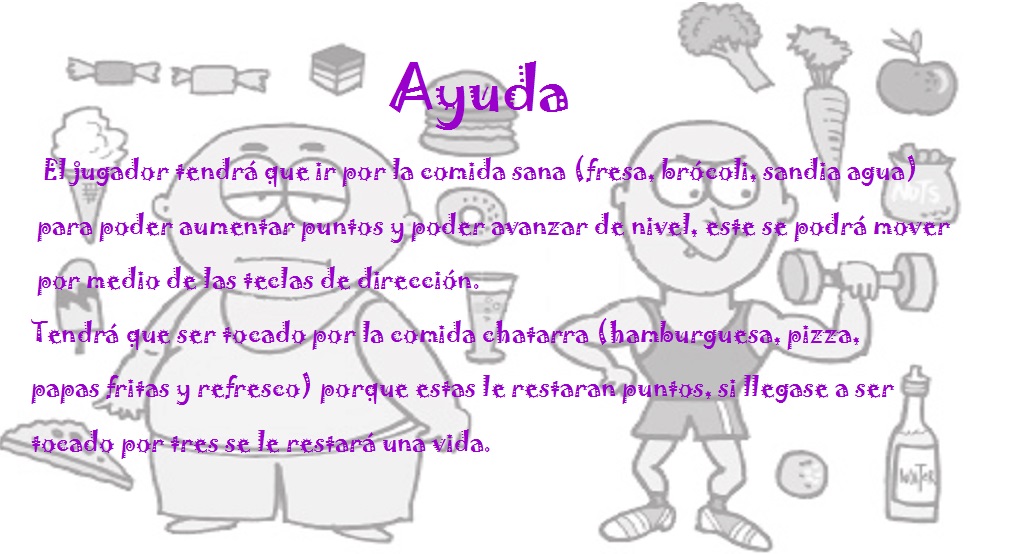 Ayuda
El jugador tendrá que ir por la comida sana (fresa, brócoli, sandia agua)
para poder aumentar puntos y poder avanzar de nivel, este se podrá mover
por medio de las teclas de dirección.
Tendrá que ser tocado por la comida chatarra (hamburguesa, pizza,
papas fritas y refresco) porque estas le restaran puntos, si llegase a ser
tocado por tres se le restará una vida.
NUTS
WATER